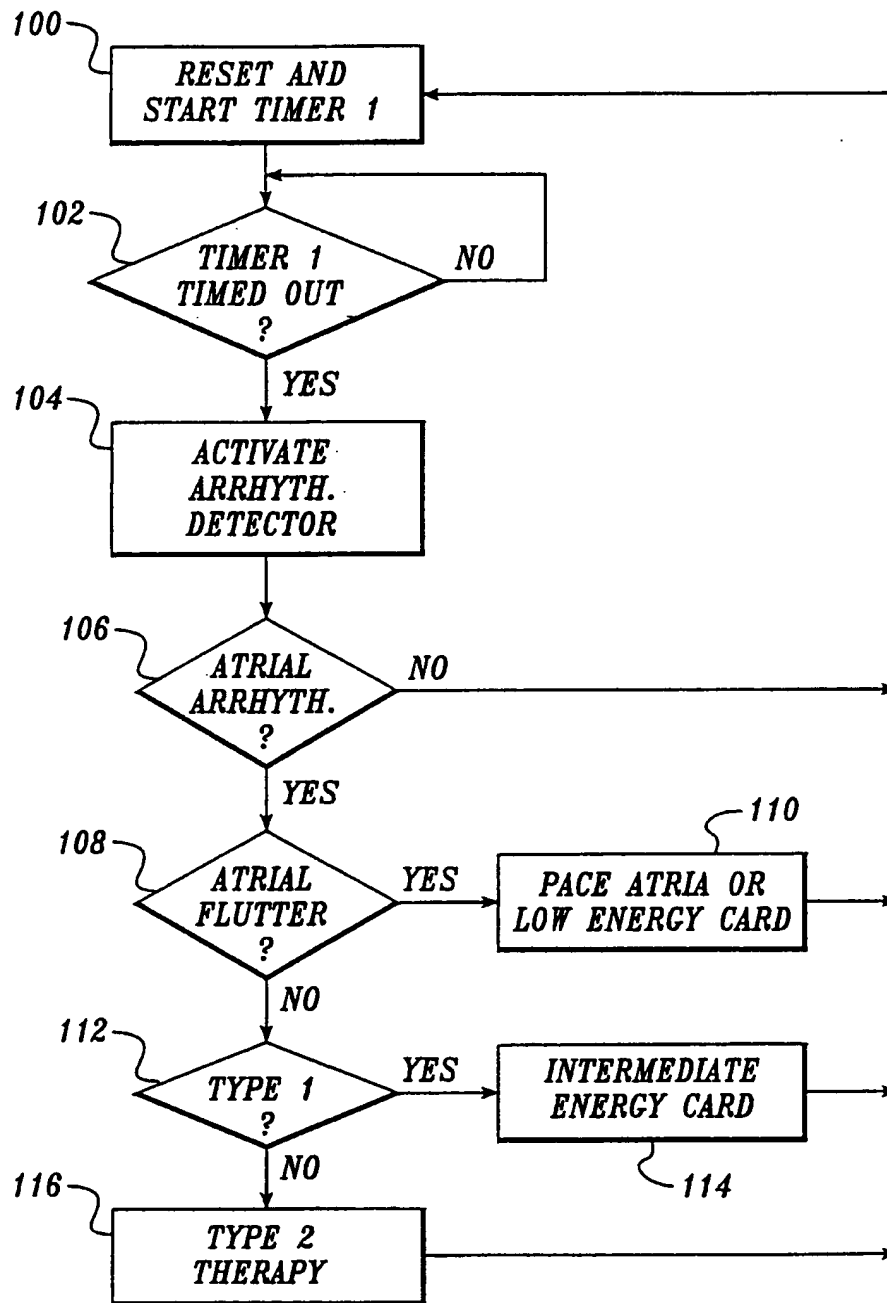 100
RESET AND
START TIMER 1
102
TIMER 1
TIMED OUT
?
NO
YES
104
ACTIVATE
ARRHYTH.
DETECTOR
106
ATRIAL
ARRHYTH.
?
NO
YES
108
ATRIAL
FLUTTER
?
YES
110
PACE ATRIA OR
LOW ENERGY CARD
NO
112
TYPE 1
?
YES
INTERMEDIATE
ENERGY CARD
114
NO
116
TYPE 2
THERAPY